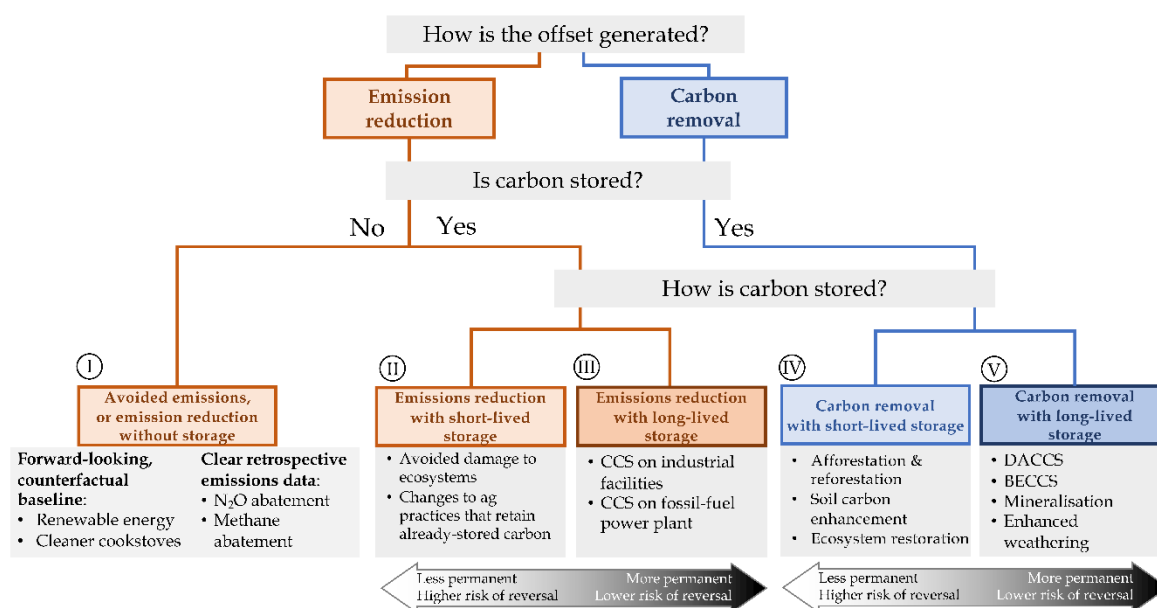 How is the offset generated?
Emission
reduction
Carbon
removal
Is carbon stored?
No
Yes
Yes
How is carbon stored?
I
Avoided emissions,
or emission reduction
without storage
Forward-looking,
counterfactual
baseline:
• Renewable energy
• Cleaner cookstoves
Clear retrospective
emissions data:
• N₂O abatement
• Methane
abatement
II
Emissions reduction
with short-lived
storage
• Avoided damage to
ecosystems
• Changes to ag
practices that retain
already-stored carbon
III
Emissions reduction
with long-lived
storage
• CCS on industrial
facilities
• CCS on fossil-fuel
power plant
Less permanent
Higher risk of reversal
More permanent
Lower risk of reversal
IV
Carbon removal
with short-lived storage
• Afforestation &
reforestation
• Soil carbon
enhancement
• Ecosystem restoration
V
Carbon removal
with long-lived
storage
• DACCS
• BECCS
• Mineralisation
• Enhanced
weathering
Less permanent
Higher risk of reversal
More permanent
Lower risk of reversal